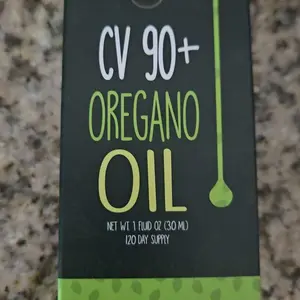 CV 90+
OREGANO
OIL
NET WT 1 FLUID OZ (30 ML)
120 DAY SUPPLY